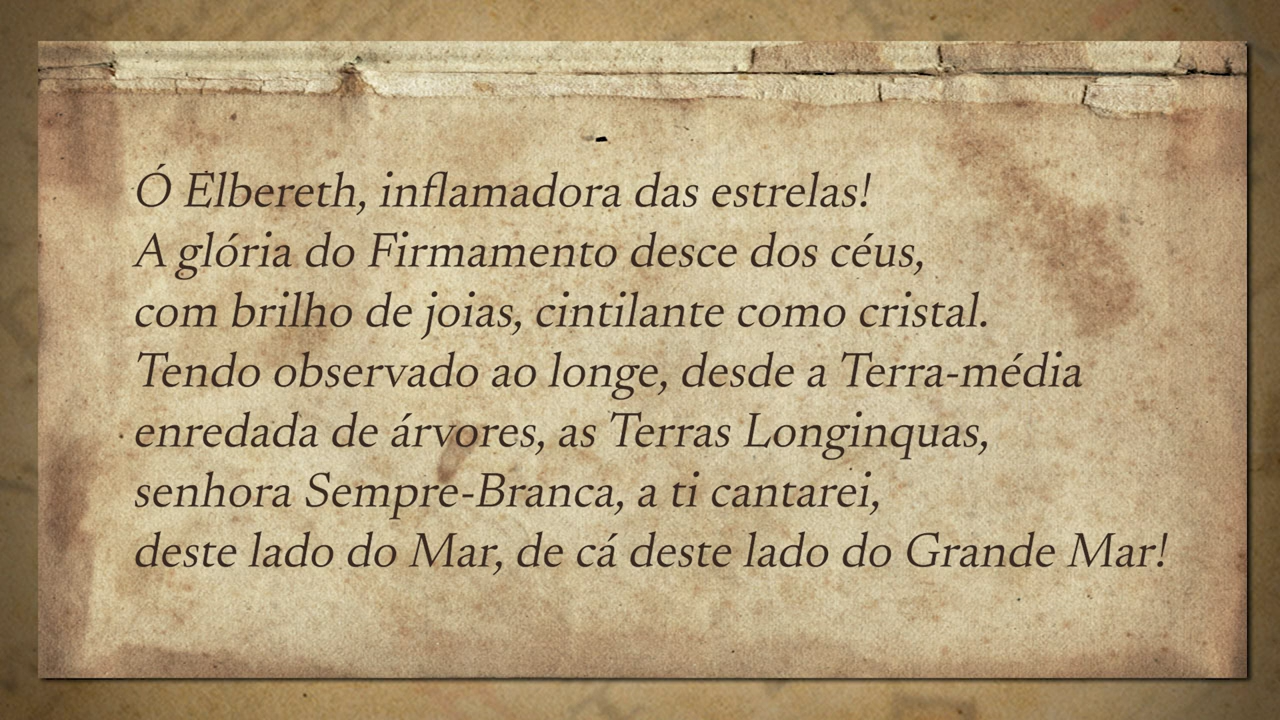 Ó Elbereth, inflamadora das estrelas!
A glória do Firmamento desce dos céus,
com brilho de joias, cintilante como cristal.
Tendo observado ao longe, desde a Terra-média
enredada de árvores, as Terras Longinquas,
senhora Sempre-Branca, a ti cantarei,
deste lado do Mar, de cá deste lado do Grande Mar!